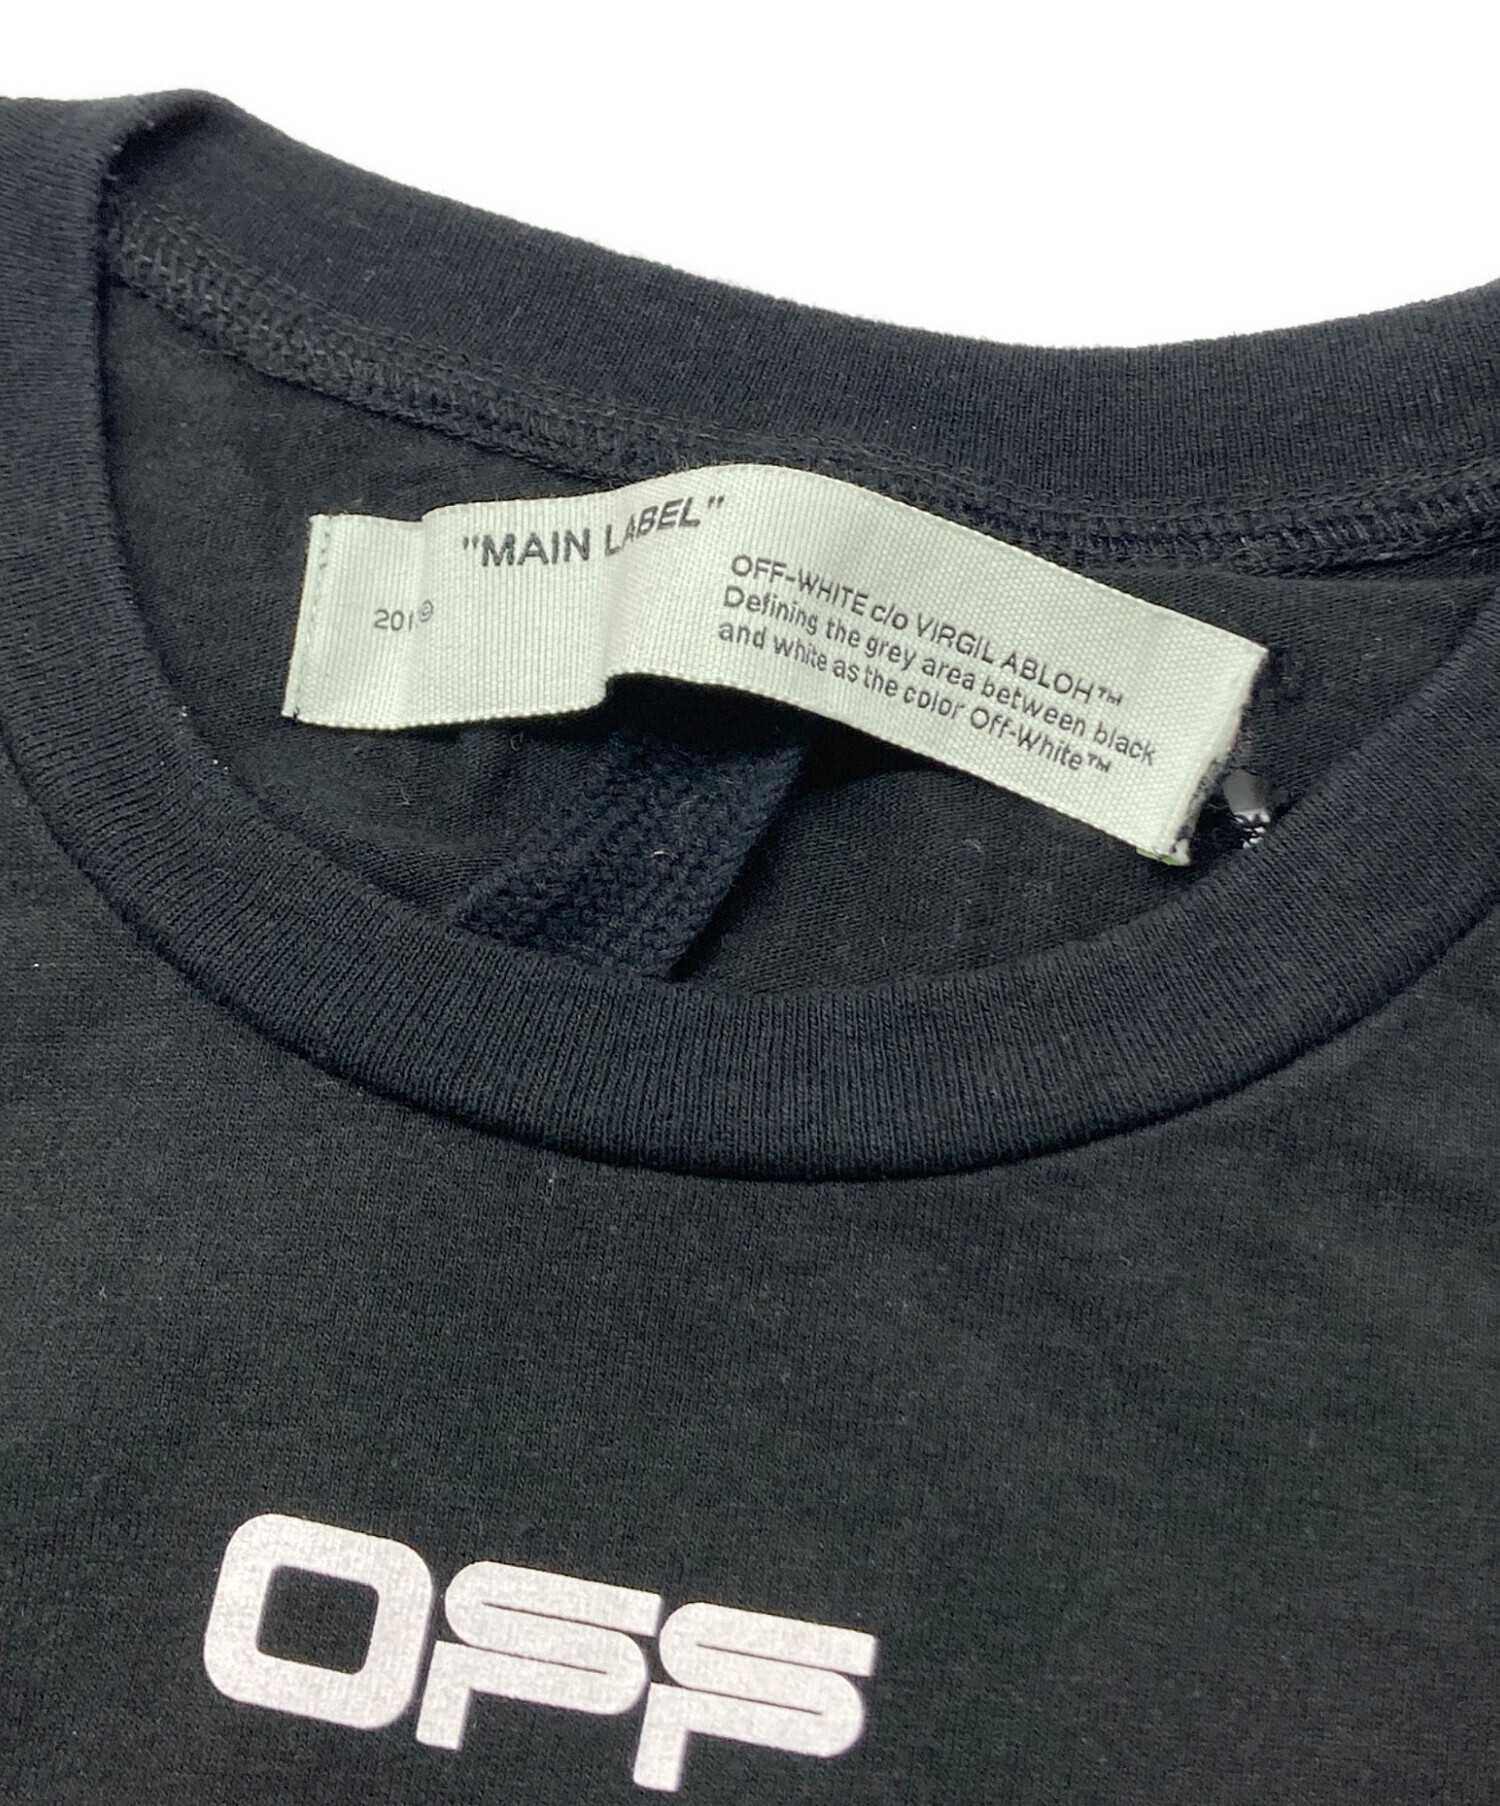 "MAIN LABEL"
2019
OFF-WHITE c/o VIRGIL ABLOH™
Defining the grey area between black
and white as the color Off-White™
OFF